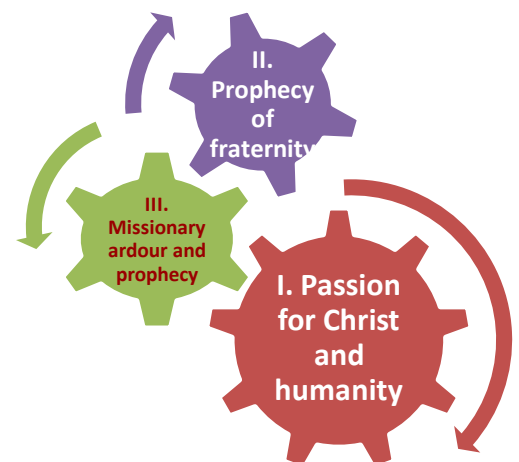 II.
Prophecy
of
fraternity
III.
Missionary
ardour and
prophecy
I. Passion
for Christ
and
humanity